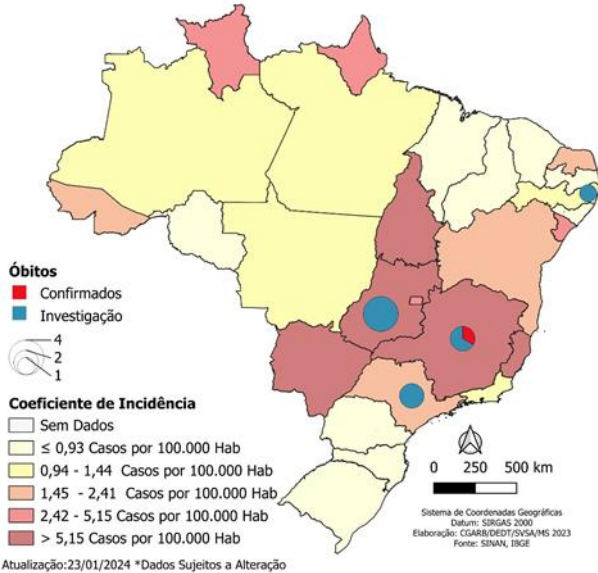 Óbitos
Confirmados
Investigação
4
2
1
Coeficiente de Incidência
Sem Dados
≤ 0,93 Casos por 100.000 Hab
0,94 - 1,44 Casos por 100.000 Hab
1,45 - 2,41 Casos por 100.000 Hab
2,42 - 5,15 Casos por 100.000 Hab
> 5,15 Casos por 100.000 Hab
0 250 500 km
Sistema de Coordenadas Geográficas
Datum: SIRGAS 2000
Elaboração: CGARB/DEDT/SVSA/MS 2023
Fonte: SINAN, IBGE
Atualização:23/01/2024 *Dados Sujeitos a Alteração